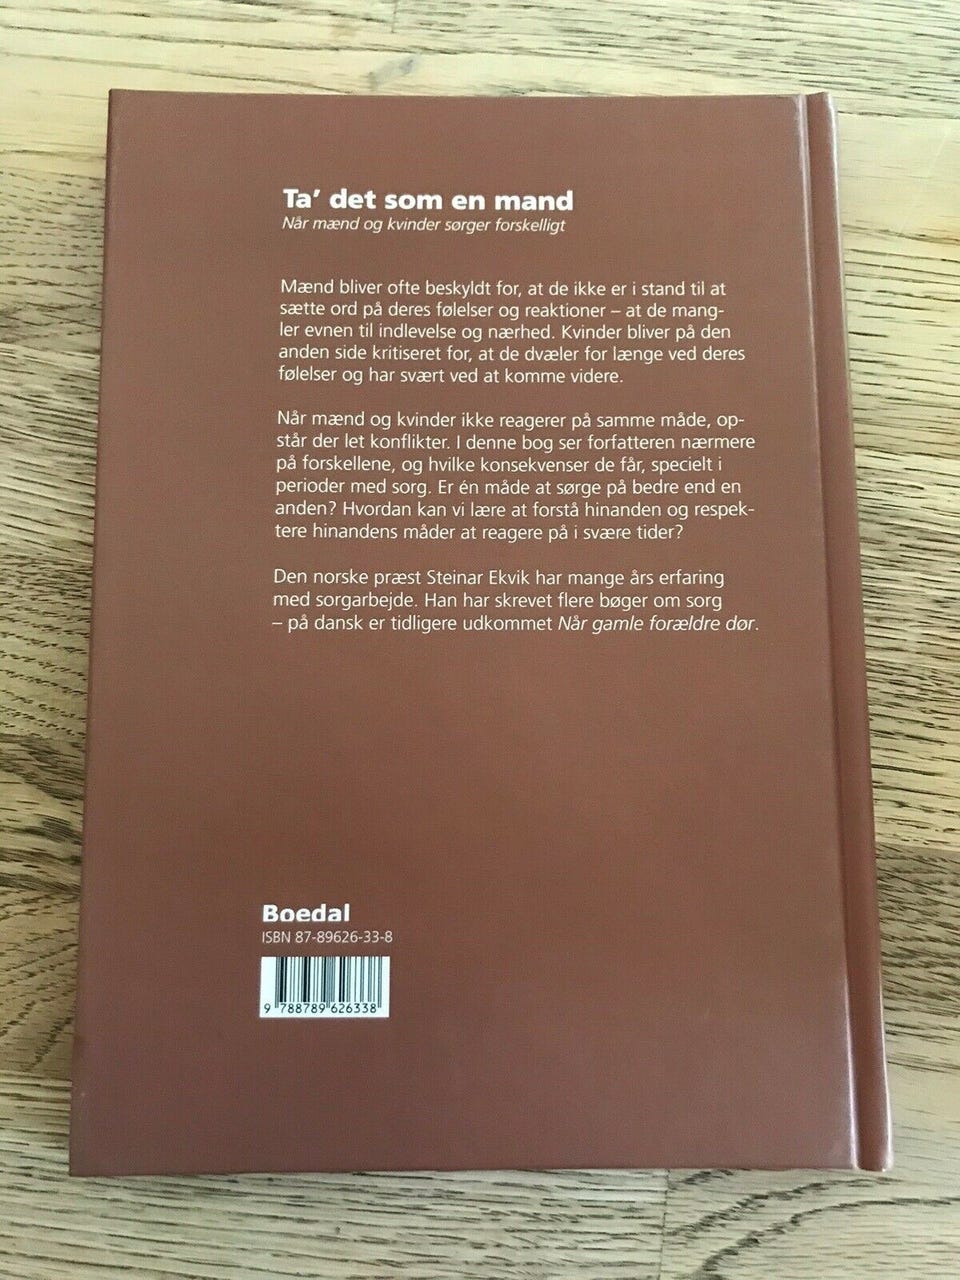 Ta' det som en mand
Når mænd og kvinder sørger forskelligt
Mænd bliver ofte beskyldt for, at de ikke er i stand til at
sætte ord på deres følelser og reaktioner – at de mang-
ler evnen til indlevelse og nærhed. Kvinder bliver på den
anden side kritiseret for, at de dvæler for længe ved deres
følelser og har svært ved at komme videre.
Når mænd og kvinder ikke reagerer på samme måde, op-
står der let konflikter. I denne bog ser forfatteren nærmere
på forskellene, og hvilke konsekvenser de får, specielt i
perioder med sorg. Er én måde at sørge på bedre end en
anden? Hvordan kan vi lære at forstå hinanden og respek-
tere hinandens måder at reagere på i svære tider?
Den norske præst Steinar Ekvik har mange års erfaring
med sorgarbejde. Han har skrevet flere bøger om sorg
– på dansk er tidligere udkommet Når gamle forældre dør.
Boedal
ISBN 87-89626-33-8
9 788789 626338